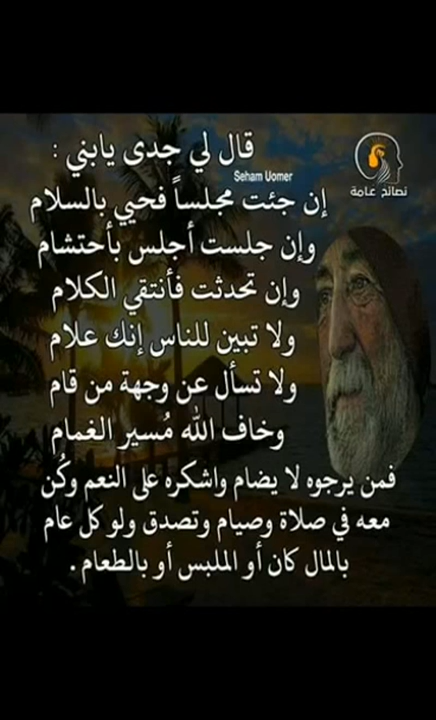 قال لي جدى يابني :
Seham Uomer
نصائح عامة
إن جئت مجلساً فحيي بالسلام
وإن جلست أجلس بأحتشام
وإن تحدثت فأنتقي الكلام
ولا تبين للناس إنك علام
ولا تسأل عن وجهة من قام
وخاف الله مُسير الغمام
فمن يرجوه لا يضام واشكره على النعم وكُن
معه في صلاة وصيام وتصدق ولو كل عام
بالمال كان أو الملبس أو بالطعام .